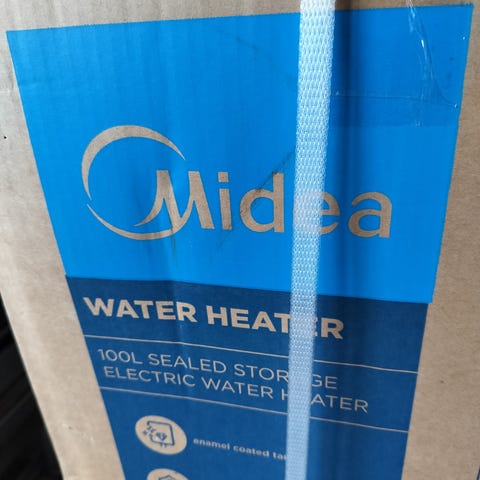 Midea
WATER HEATER
100L SEALED STORAGE
ELECTRIC WATER HEATER
enamel coated